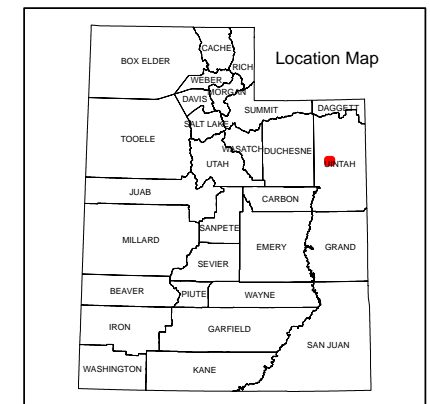 Location Map
CACHE
BOX ELDER
RICH
WEBER
MORGAN
DAVIS
SUMMIT
DAGGETT
SALT LAKE
TOOELE
WASATCH
DUCHESNE
UTAH
UINTAH
JUAB
CARBON
SANPETE
MILLARD
EMERY
GRAND
SEVIER
BEAVER
PIUTE
WAYNE
IRON
GARFIELD
SAN JUAN
WASHINGTON
KANE